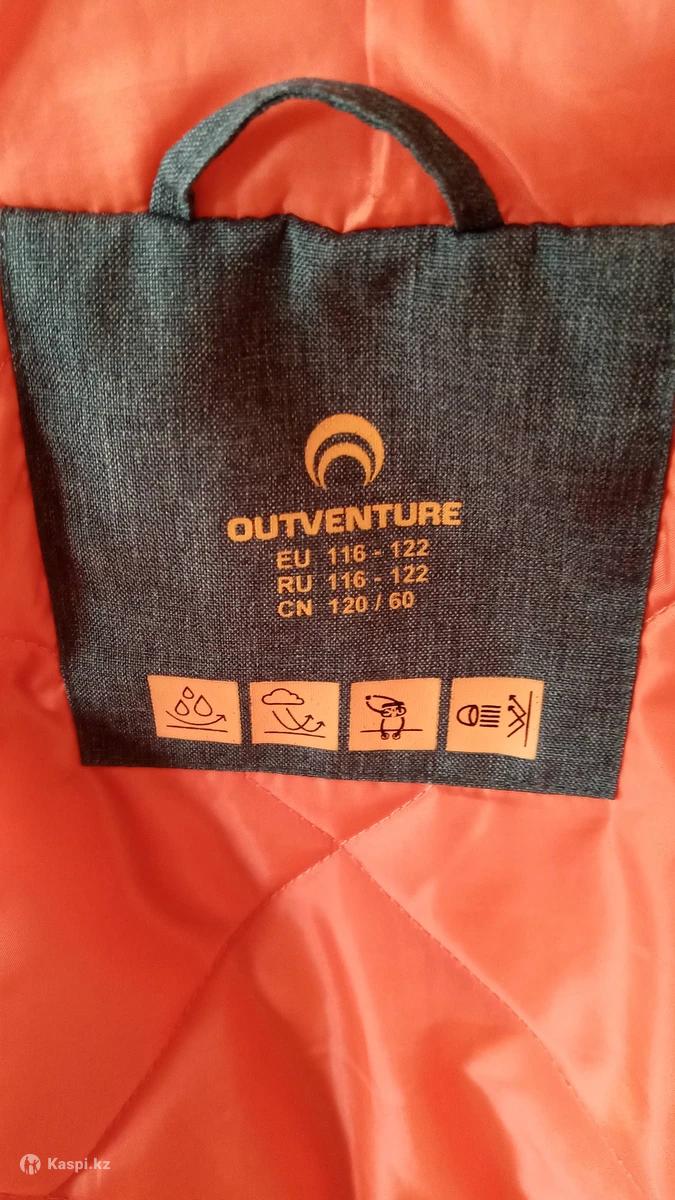 OUTVENTURE
EU 116 - 122
RU 116 - 122
CN 120 / 60
Kaspi.kz